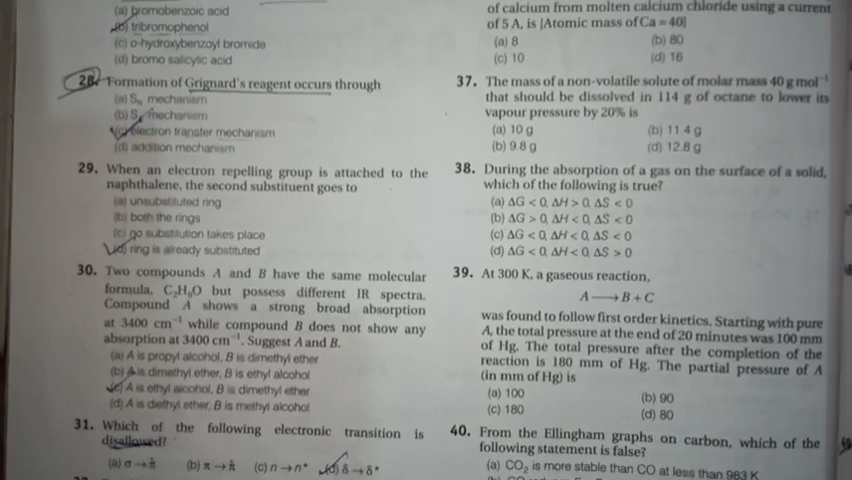 (a) bromobenzoic acid
(b) tribromophenol
(c) o-hydroxybenzoyl bromide
(d) bromo salicylic acid
28. Formation of Grignard's reagent occurs through
(a) S_N mechanism
(b) S_E mechanism
(c) electron transfer mechanism
(d) addition mechanism
29. When an electron repelling group is attached to the
naphthalene, the second substituent goes to
(a) unsubstituted ring
(b) both the rings
(c) no substitution takes place
(d) ring is already substituted
30. Two compounds A and B have the same molecular
formula, C₂H₆O but possess different IR spectra.
Compound A shows a strong broad absorption
at 3400 cm⁻¹ while compound B does not show any
absorption at 3400 cm⁻¹. Suggest A and B.
(a) A is propyl alcohol, B is dimethyl ether
(b) A is dimethyl ether, B is ethyl alcohol
(c) A is ethyl alcohol, B is dimethyl ether
(d) A is diethyl ether, B is methyl alcohol
31. Which of the following electronic transition is
disallowed?
(a) σ → π* (b) π → π* (c) n → n* (d) δ → δ*
of calcium from molten calcium chloride using a current
of 5 A, is [Atomic mass of Ca = 40]
(a) 8 (b) 80
(c) 10 (d) 16
37. The mass of a non-volatile solute of molar mass 40 g mol⁻¹
that should be dissolved in 114 g of octane to lower its
vapour pressure by 20% is
(a) 10 g (b) 11.4 g
(b) 9.8 g (d) 12.8 g
38. During the absorption of a gas on the surface of a solid,
which of the following is true?
(a) ΔG < 0, ΔH > 0, ΔS < 0
(b) ΔG > 0, ΔH < 0, ΔS < 0
(c) ΔG < 0, ΔH < 0, ΔS < 0
(d) ΔG < 0, ΔH < 0, ΔS > 0
39. At 300 K, a gaseous reaction,
A → B + C
was found to follow first order kinetics. Starting with pure
A, the total pressure at the end of 20 minutes was 100 mm
of Hg. The total pressure after the completion of the
reaction is 180 mm of Hg. The partial pressure of A
(in mm of Hg) is
(a) 100 (b) 90
(c) 180 (d) 80
40. From the Ellingham graphs on carbon, which of the
following statement is false?
(a) CO₂ is more stable than CO at less than 983 K